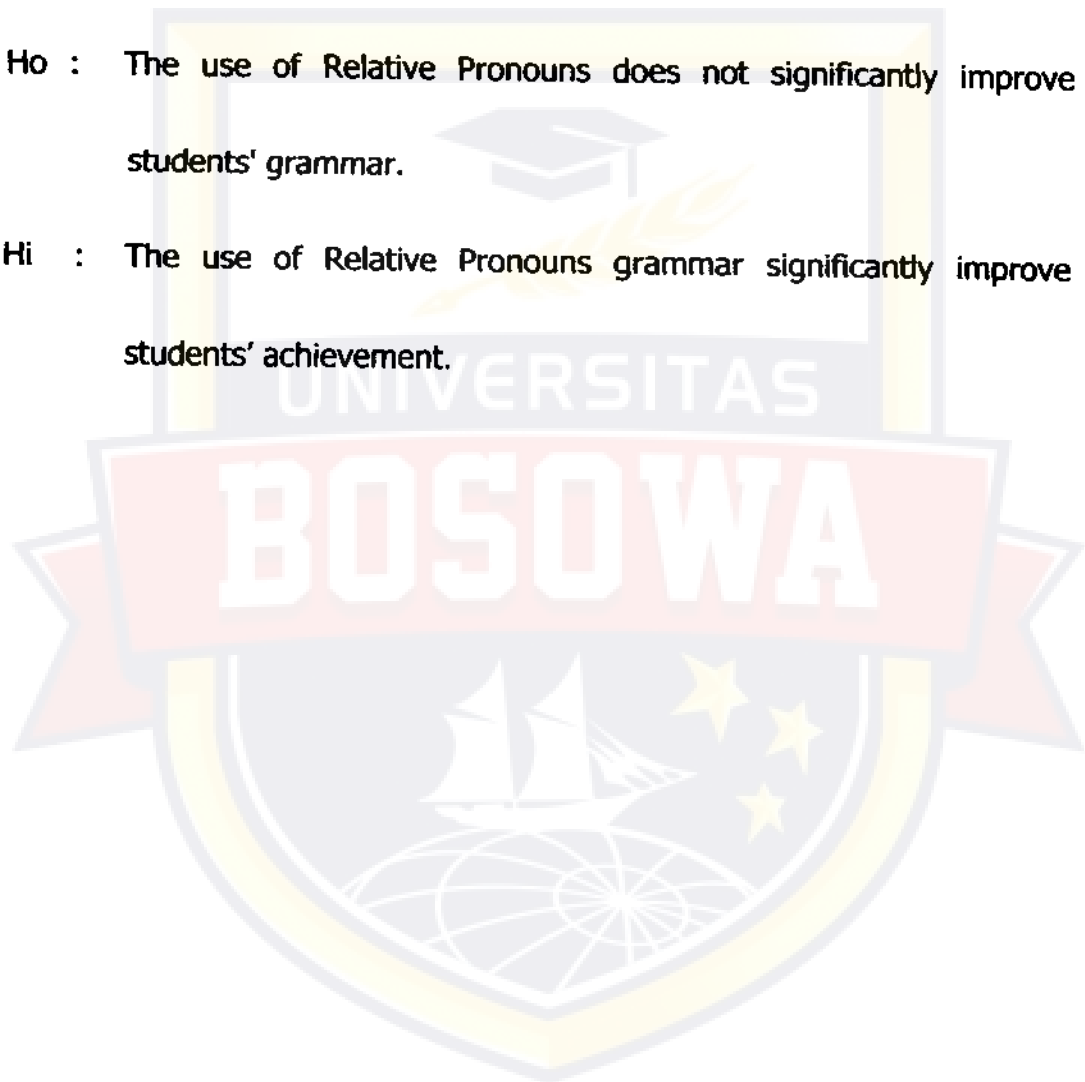 Ho : The use of Relative Pronouns does not significantly improve
students' grammar.
Hi : The use of Relative Pronouns grammar significantly improve
students' achievement.
UNIVERSITAS
BOSOWA